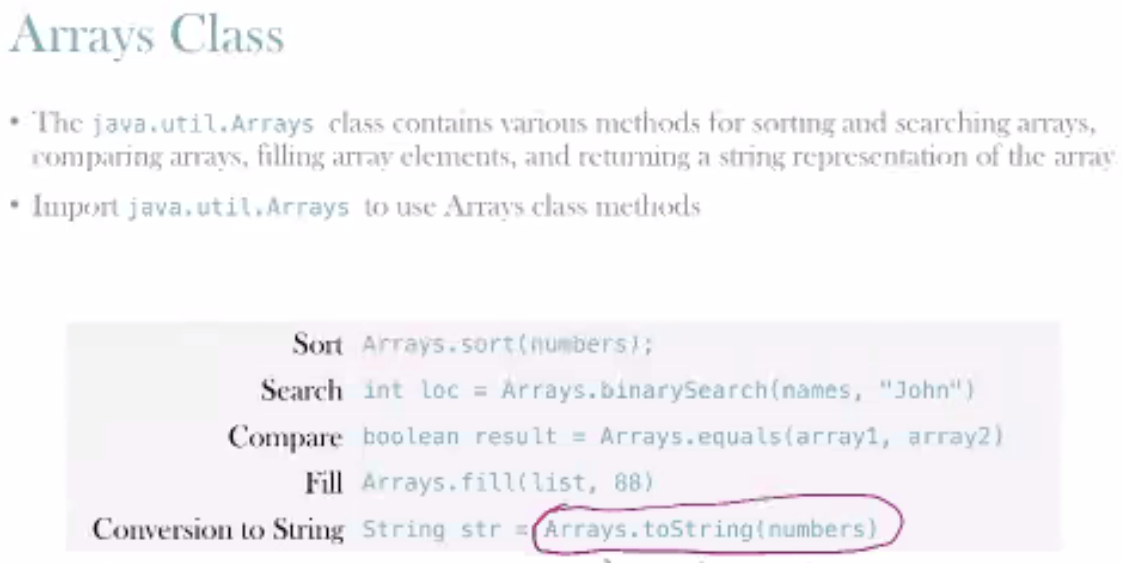 Arrays Class
• The java.util.Arrays class contains various methods for sorting and searching arrays,
comparing arrays, filling array elements, and returning a string representation of the array
• Import java.util.Arrays to use Arrays class methods
Sort Arrays.sort(numbers);
Search int loc = Arrays.binarySearch(names, "John")
Compare boolean result = Arrays.equals(array1, array2)
Fill Arrays.fill(list, 88)
Conversion to String String str = Arrays.toString(numbers)